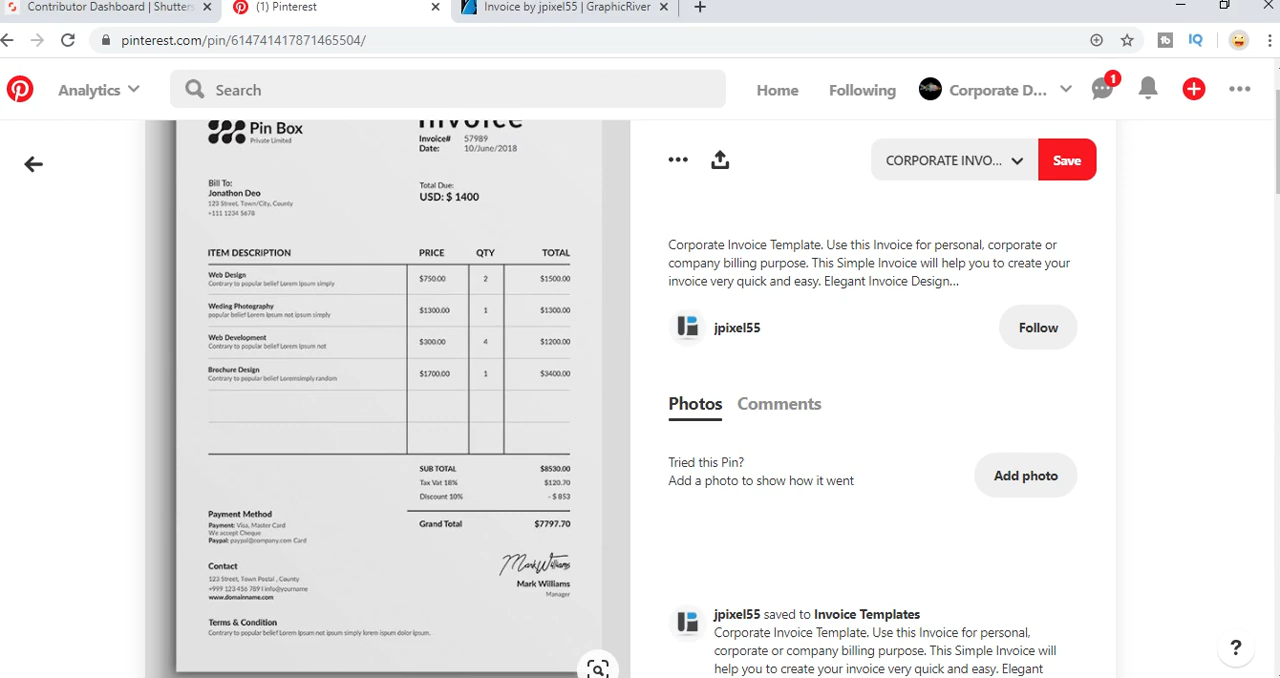 Contributor Dashboard | Shutters
(1) Pinterest
Invoice by jpixel55 | GraphicRiver
pinterest.com/pin/614741417871465504/
IQ
Analytics
Search
Home
Following
Corporate D...
1
Pin Box
Private Limited
Invoice
Invoice# 57989
Date: 10/June/2018
Bill To:
Jonathon Deo
123 Street, Town/City, County
+111 1234 5678
Total Due:
USD: $ 1400
ITEM DESCRIPTION PRICE QTY TOTAL
Web Design
Contrary to popular belief Lorem Ipsum simply
$750.00 2 $1500.00
Weding Photography
popular belief Lorem Ipsum not ipsum simply
$1300.00 1 $1300.00
Web Development
Contrary to popular belief Lorem Ipsum not
$300.00 4 $1200.00
Brochure Design
Contrary to popular belief Loremsimply random
$1700.00 1 $3400.00
SUB TOTAL $8530.00
Tax Vat 18% $120.70
Discount 10% - $ 853
Grand Total $7797.70
Payment Method
Payment: Visa, Master Card
We accept Cheque
Paypal: paypal@company.com Card
Contact
123 Street, Town Postal , County
+999 123 456 789 I info@yourname
www.domainname.com
Mark Williams
Mark Williams
Manager
Terms & Condition
Contrary to popular belief Lorem Ipsum not ipsum simply lorem ispum dolor ipsum.
CORPORATE INVO...
Save
Corporate Invoice Template. Use this Invoice for personal, corporate or
company billing purpose. This Simple Invoice will help you to create your
invoice very quick and easy. Elegant Invoice Design...
jpixel55
Follow
Photos
Comments
Tried this Pin?
Add a photo to show how it went
Add photo
jpixel55 saved to Invoice Templates
Corporate Invoice Template. Use this Invoice for personal,
corporate or company billing purpose. This Simple Invoice will
help you to create your invoice very quick and easy. Elegant
?